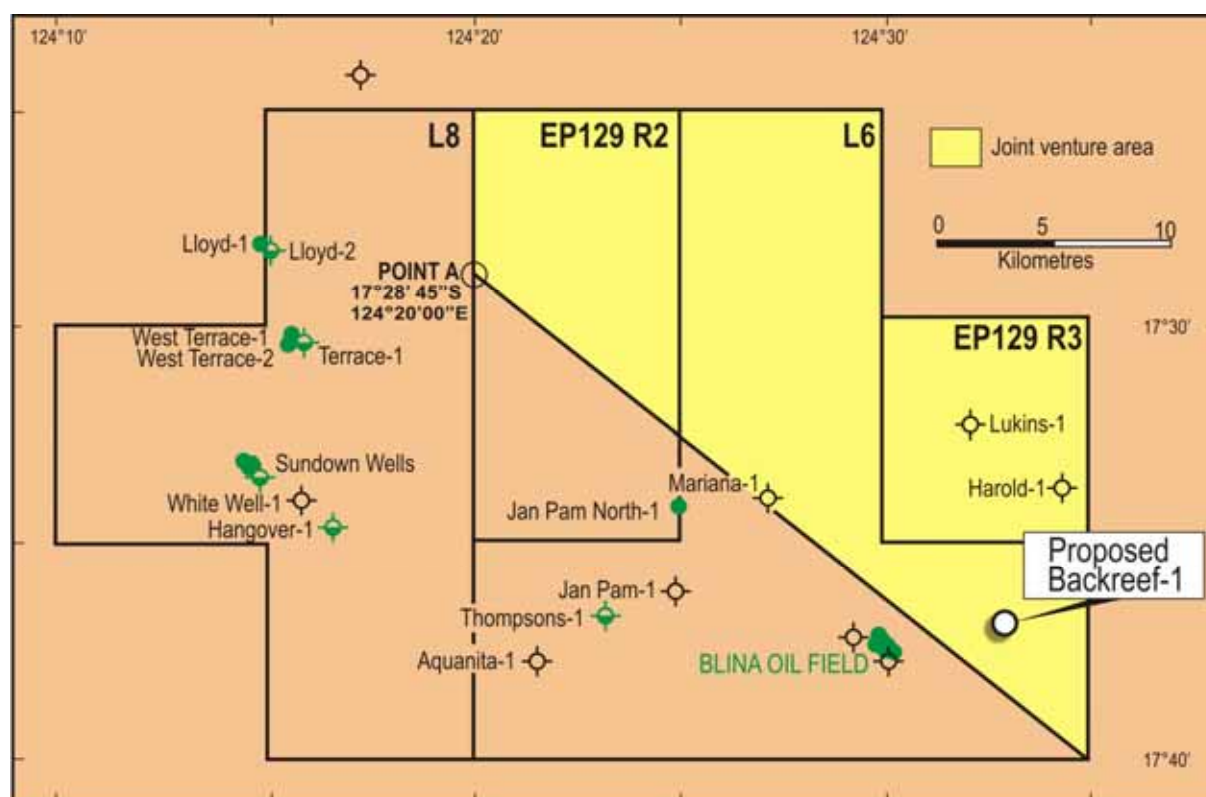 124°10'
124°20'
124°30'
L8
EP129 R2
L6
Joint venture area
0 5 10
Kilometres
Lloyd-1
Lloyd-2
POINT A
17°28' 45"S
124°20'00"E
17°30'
West Terrace-1
West Terrace-2
Terrace-1
EP129 R3
Lukins-1
Sundown Wells
White Well-1
Hangover-1
Mariana-1
Jan Pam North-1
Harold-1
Proposed
Backreef-1
Jan Pam-1
Thompsons-1
Aquanita-1
BLINA OIL FIELD
17°40'